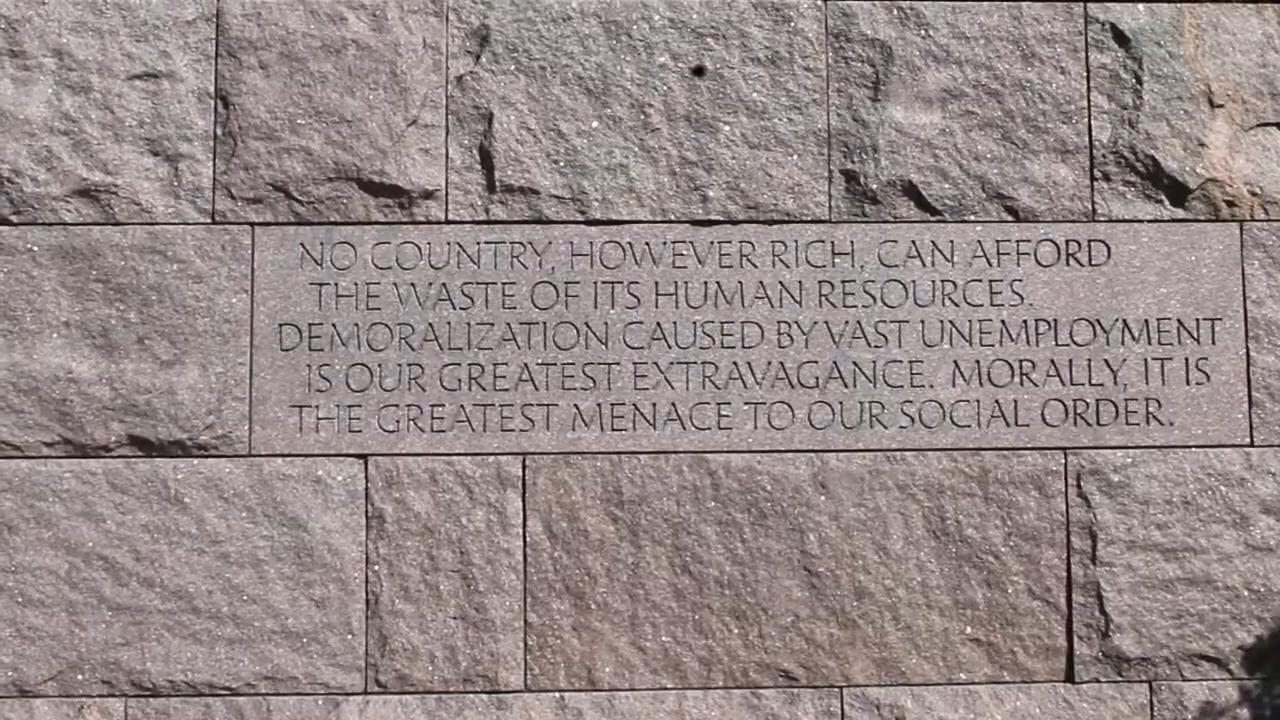 NO COUNTRY, HOWEVER RICH, CAN AFFORD
THE WASTE OF ITS HUMAN RESOURCES.
DEMORALIZATION CAUSED BY VAST UNEMPLOYMENT
IS OUR GREATEST EXTRAVAGANCE. MORALLY, IT IS
THE GREATEST MENACE TO OUR SOCIAL ORDER.